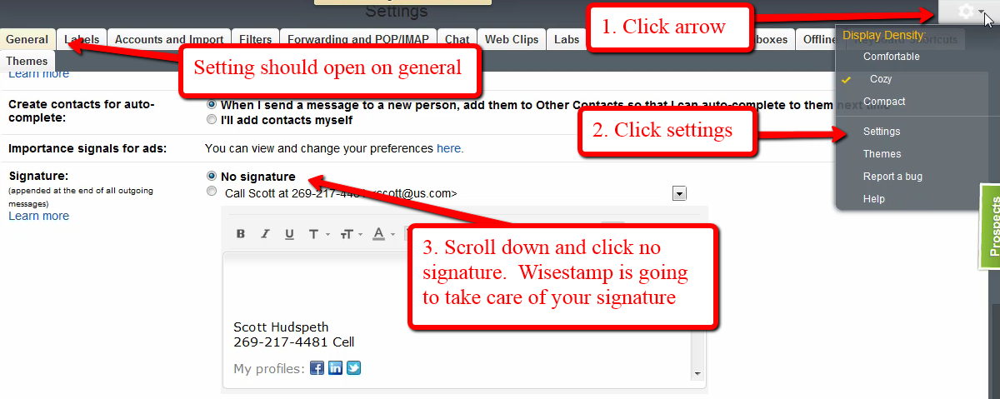 Settings
1. Click arrow
General Labels Accounts and Import Filters Forwarding and POP/IMAP Chat Web Clips Labs boxes Offline Shortcuts
Themes
Display Density
Comfortable
Cozy
Compact
Settings
Themes
Report a bug
Help
Setting should open on general
Learn more
Create contacts for auto-
complete:
When I send a message to a new person, add them to Other Contacts so that I can auto-complete to them next time
I'll add contacts myself
2. Click settings
Importance signals for ads:
You can view and change your preferences here.
Signature:
(appended at the end of all outgoing
messages)
Learn more
No signature
Call Scott at 269-217-4481 <scott@us.com>
B I U T T A
3. Scroll down and click no
signature. Wisestamp is going
to take care of your signature
Scott Hudspeth
269-217-4481 Cell
My profiles:
Prospects